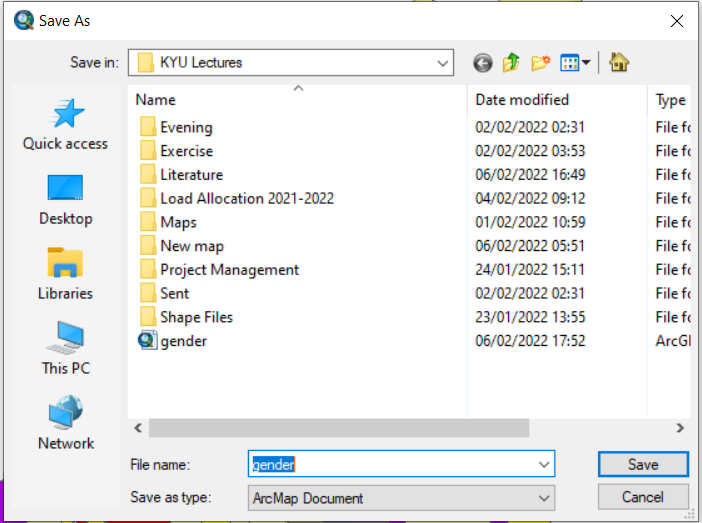 Save As
Save in: KYU Lectures
Name Date modified Type
Quick access
Desktop
Libraries
This PC
Network
Evening 02/02/2022 02:31 File fo
Exercise 02/02/2022 03:53 File fo
Literature 06/02/2022 16:49 File fo
Load Allocation 2021-2022 04/02/2022 09:12 File fo
Maps 01/02/2022 10:59 File fo
New map 06/02/2022 05:51 File fo
Project Management 24/01/2022 15:11 File fo
Sent 02/02/2022 02:31 File fo
Shape Files 23/01/2022 13:55 File fo
gender 06/02/2022 17:52 ArcGI
File name: gender Save
Save as type: ArcMap Document Cancel